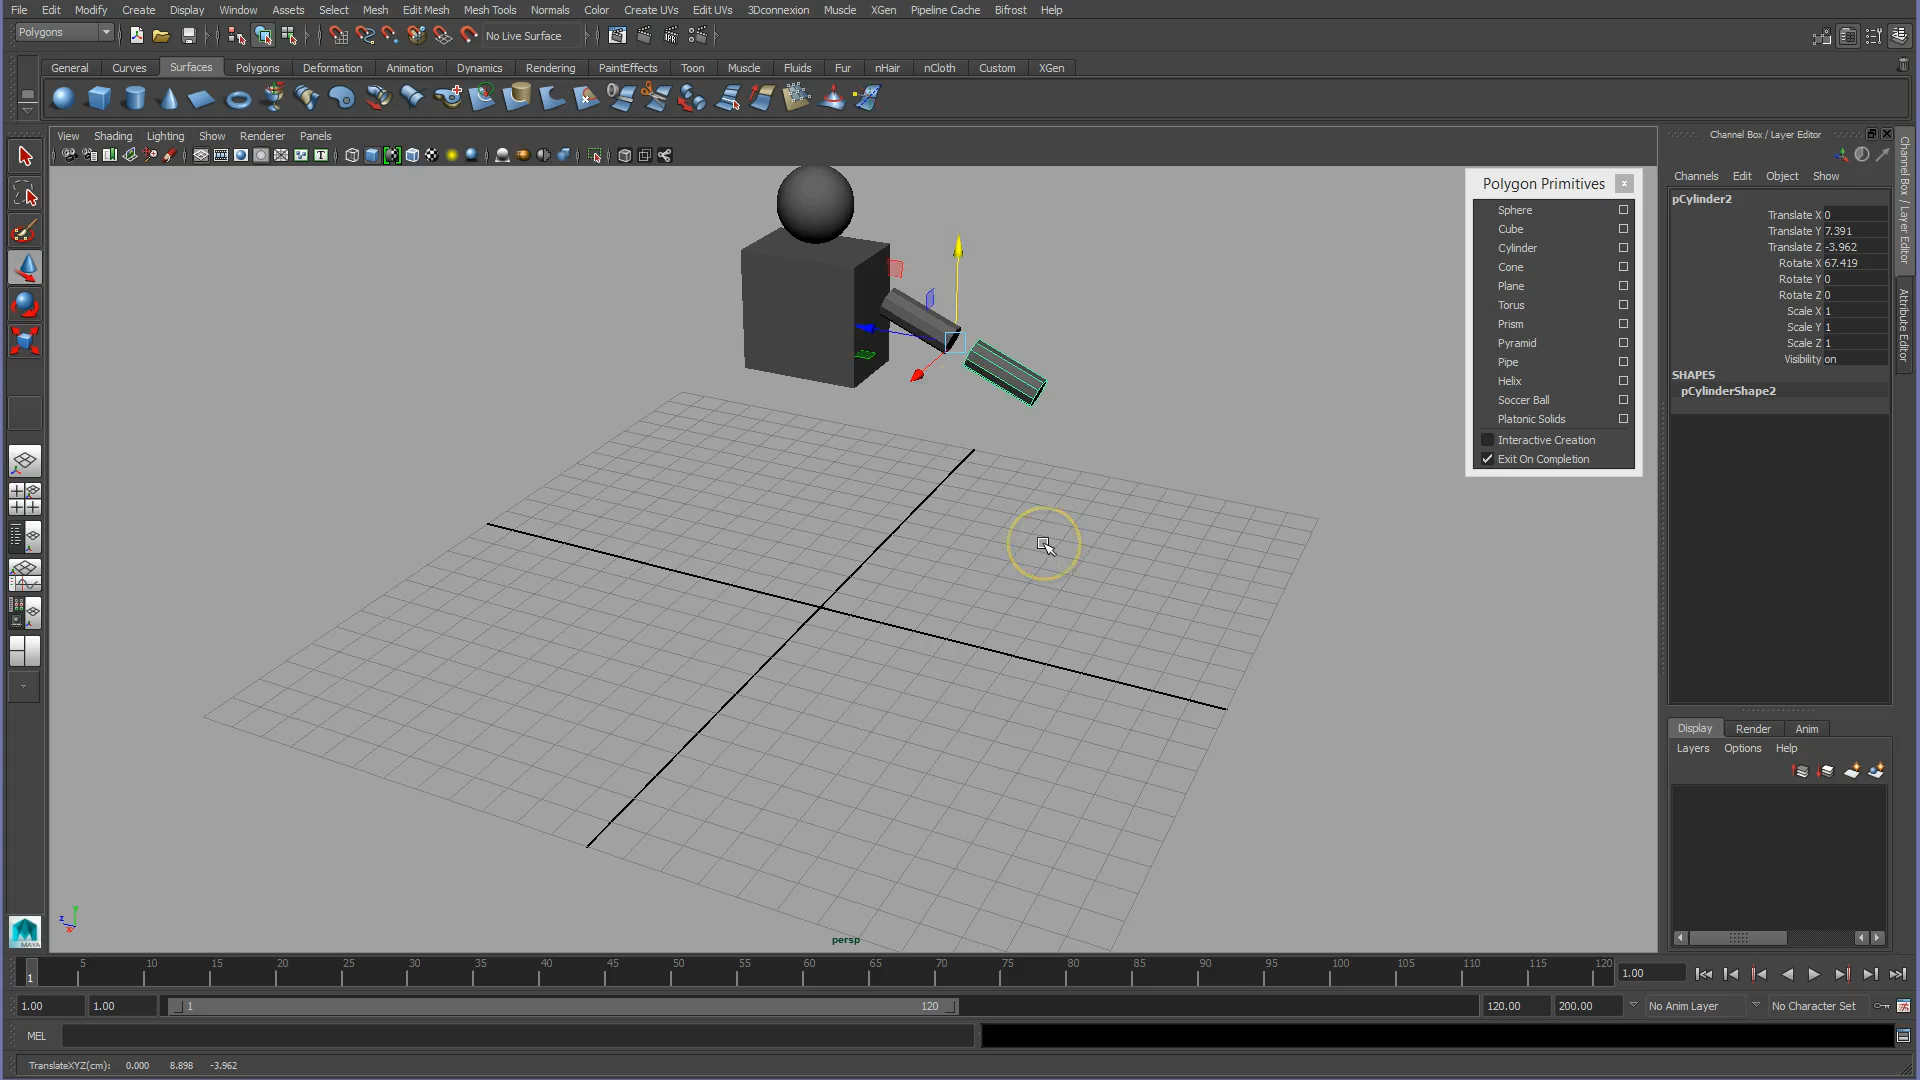 File Edit Modify Create Display Window Assets Select Mesh Edit Mesh Mesh Tools Normals Color Create UVs Edit UVs 3Dconnexion Muscle XGen Pipeline Cache Bifrost Help
Polygons No Live Surface
General Curves Surfaces Polygons Deformation Animation Dynamics Rendering PaintEffects Toon Muscle Fluids Fur nHair nCloth Custom XGen
View Shading Lighting Show Renderer Panels
Polygon Primitives
Sphere
Cube
Cylinder
Cone
Plane
Torus
Prism
Pyramid
Pipe
Helix
Soccer Ball
Platonic Solids
Interactive Creation
Exit On Completion
Channel Box / Layer Editor
Channels Edit Object Show
pCylinder2
Translate X 0
Translate Y 7.391
Translate Z -3.962
Rotate X 67.419
Rotate Y 0
Rotate Z 0
Scale X 1
Scale Y 1
Scale Z 1
Visibility on
SHAPES
pCylinderShape2
Channel Box / Layer Editor
Attribute Editor
Display Render Anim
Layers Options Help
MAYA
y
z
x
persp
1 5 10 15 20 25 30 35 40 45 50 55 60 65 70 75 80 85 90 95 100 105 110 115 120 1.00
1.00 1.00 1 120 120.00 200.00 No Anim Layer No Character Set
MEL
TranslateXYZ(cm): 0.000 8.898 -3.962